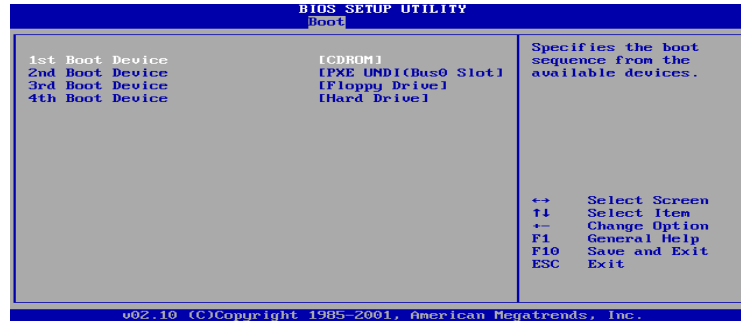 BIOS SETUP UTILITY
Boot
1st Boot Device [CDROM]
2nd Boot Device [PXE UNDI(Bus0 Slot]
3rd Boot Device [Floppy Drive]
4th Boot Device [Hard Drive]
Specifies the boot
sequence from the
available devices.
↔ Select Screen
↑↓ Select Item
+- Change Option
F1 General Help
F10 Save and Exit
ESC Exit
v02.10 (C)Copyright 1985-2001, American Megatrends, Inc.